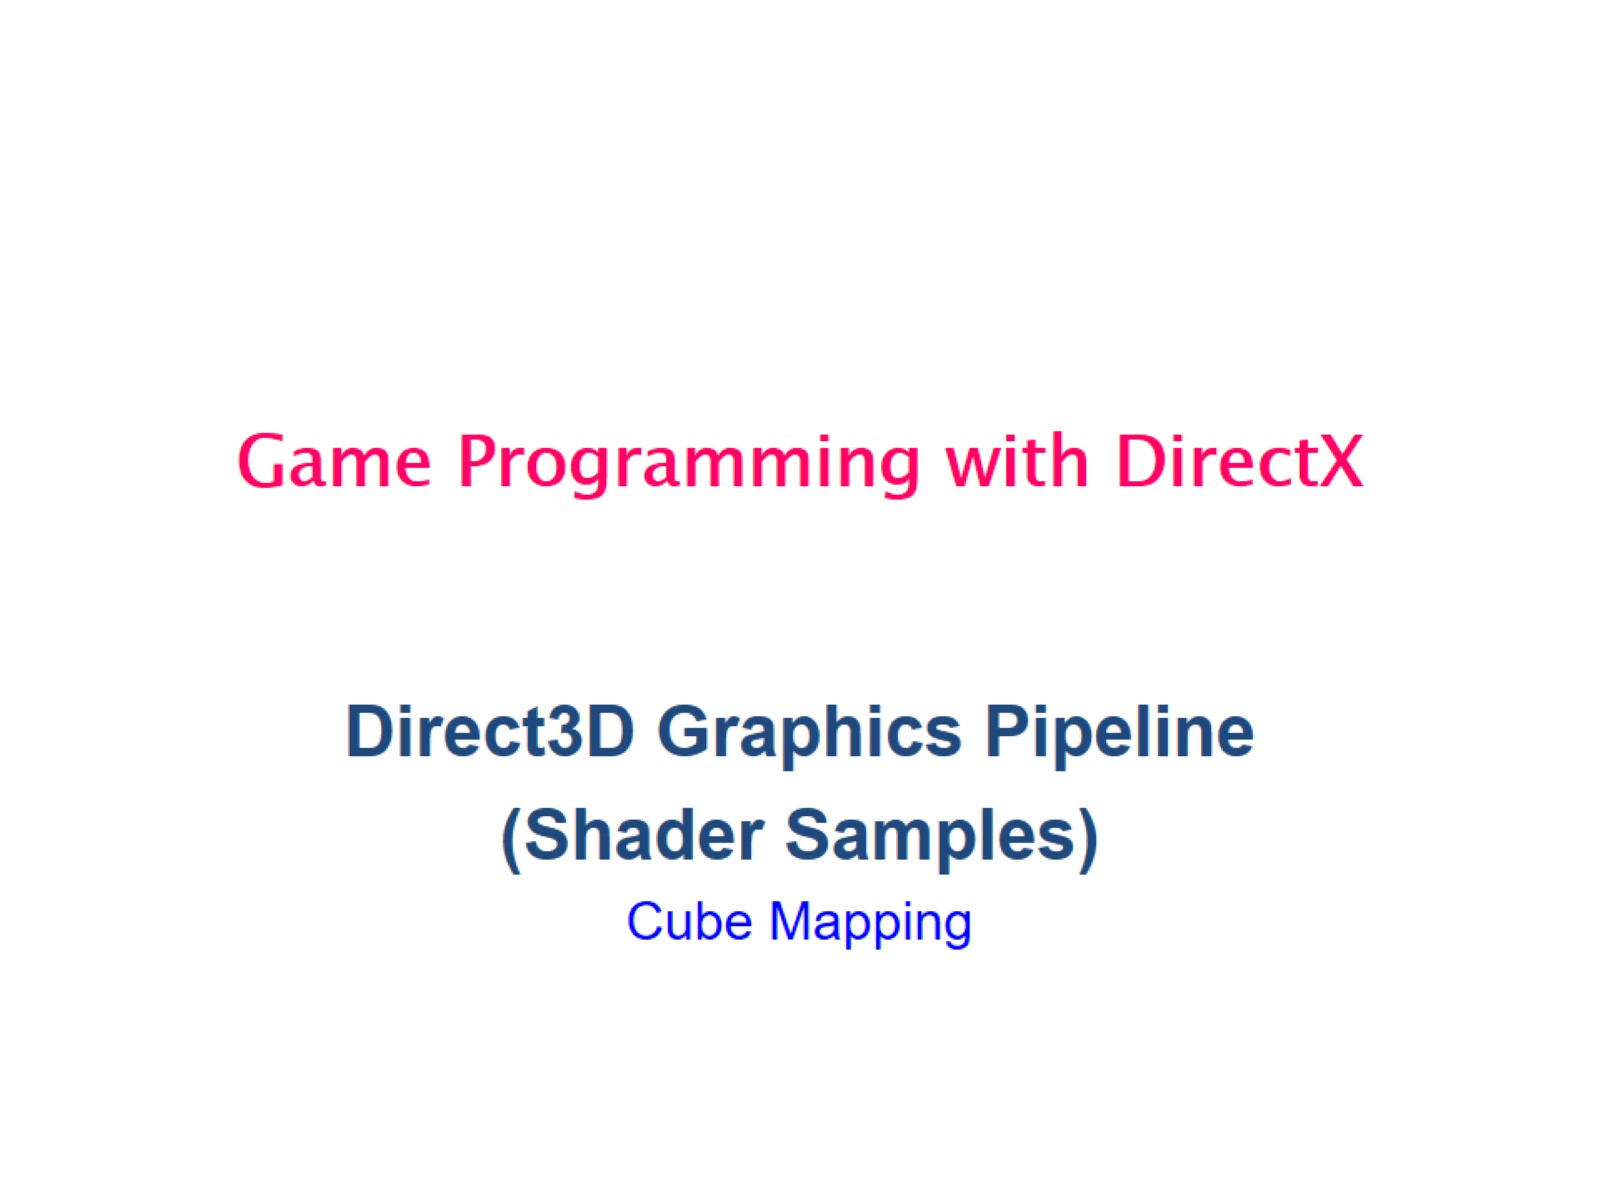 Game Programming with DirectX
Direct3D Graphics Pipeline
(Shader Samples)
Cube Mapping